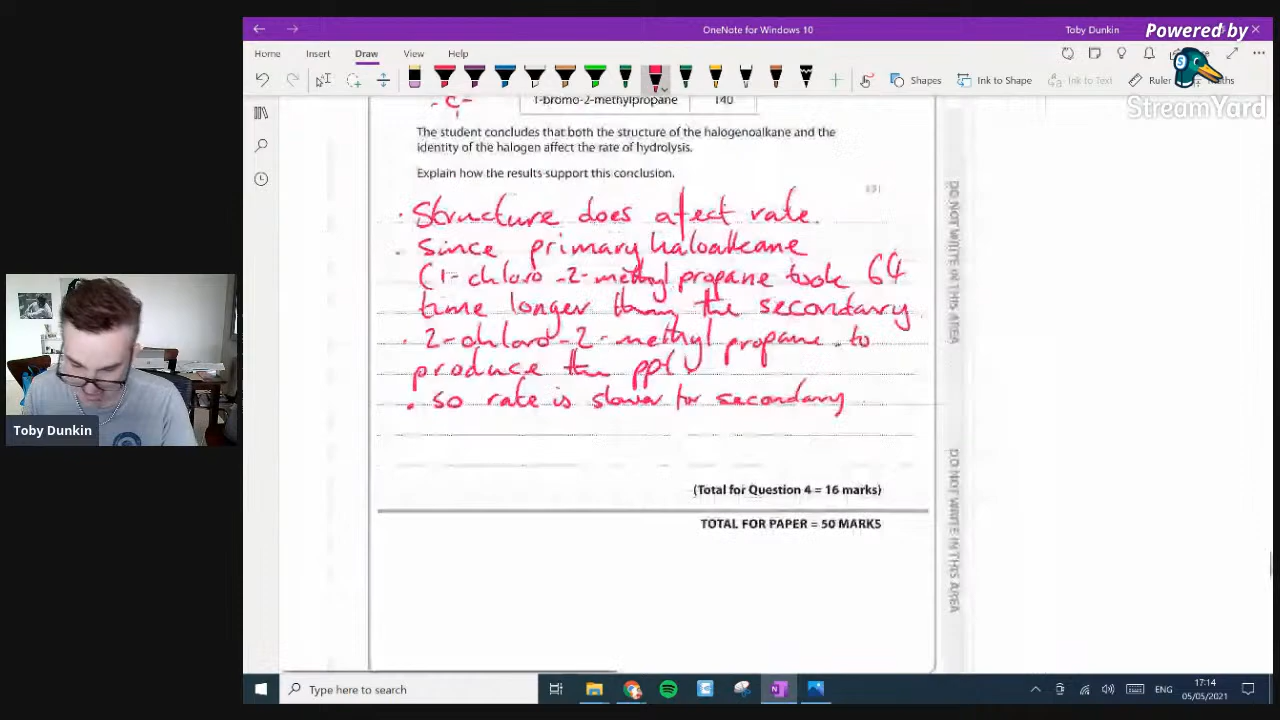 OneNote for Windows 10
Toby Dunkin
Powered by
StreamYard
Home Insert Draw View Help
Shapes Ink to Shape Ink to Text Ruler
- C -
1-bromo-2-methylpropane 140
The student concludes that both the structure of the halogenoalkane and the
identity of the halogen affect the rate of hydrolysis.
Explain how the results support this conclusion.
(3)
· Structure does afect rate.
· since primary haloalkane
(1-chloro-2-methyl propane took 64
time longer than the secondary
· 2-chloro-2-methyl propane to
produce the ppt
· so rate is slower for secondary
(Total for Question 4 = 16 marks)
TOTAL FOR PAPER = 50 MARKS
DO NOT WRITE IN THIS AREA
DO NOT WRITE IN THIS AREA
Toby Dunkin
Type here to search
ENG
17:14
05/05/2021